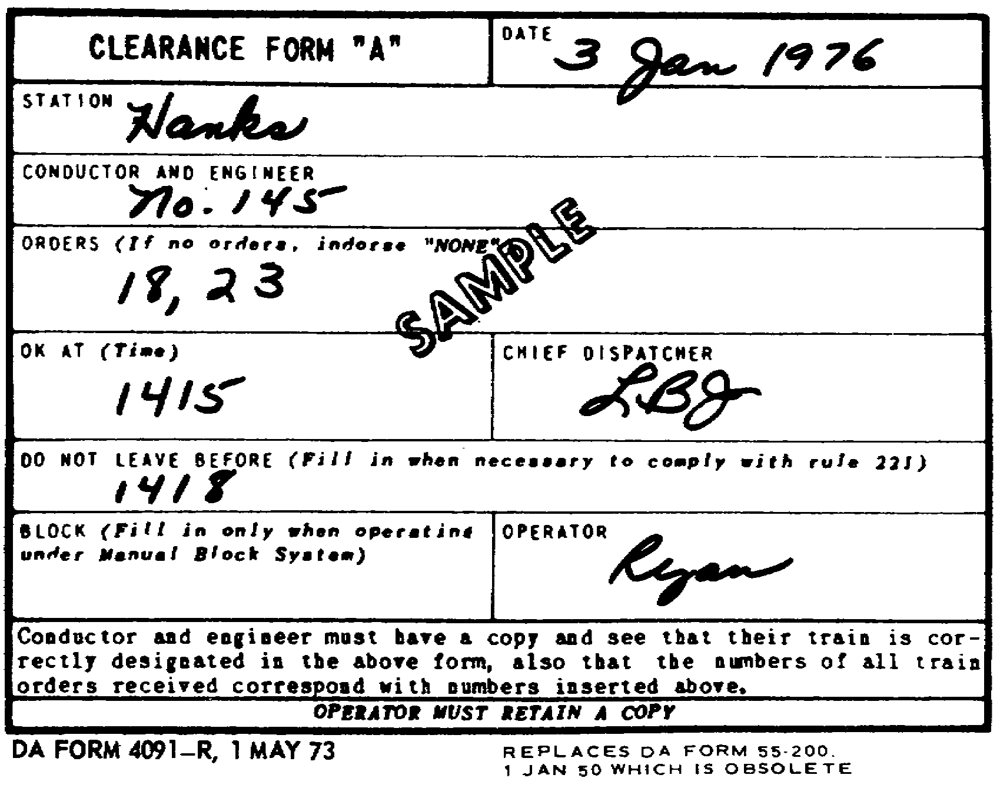 CLEARANCE FORM "A"
DATE 3 Jan 1976
STATION Hanks
CONDUCTOR AND ENGINEER
No. 145
ORDERS (If no orders, indorse "NONE")
18, 23
SAMPLE
OK AT (Time)
1415
CHIEF DISPATCHER
LBJ
DO NOT LEAVE BEFORE (Fill in when necessary to comply with rule 221)
1418
BLOCK (Fill in only when operating
under Manual Block System)
OPERATOR
Ryan
Conductor and engineer must have a copy and see that their train is cor-
rectly designated in the above form, also that the numbers of all train
orders received correspond with numbers inserted above.
OPERATOR MUST RETAIN A COPY
DA FORM 4091-R, 1 MAY 73
REPLACES DA FORM 55-200.
1 JAN 50 WHICH IS OBSOLETE